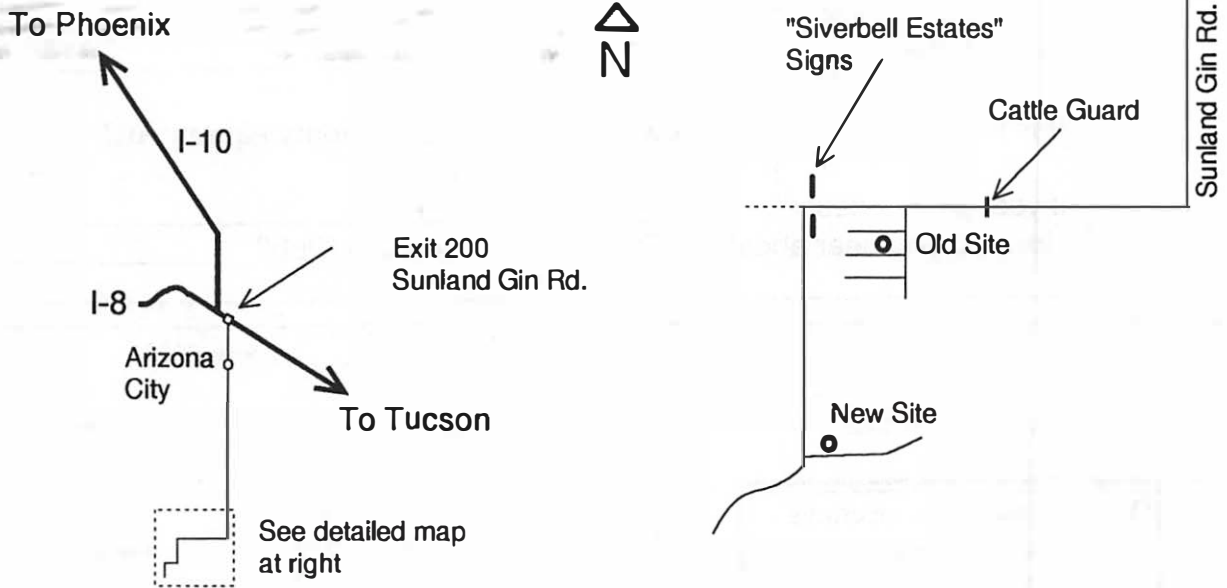 To Phoenix
I-10
I-8
Exit 200
Sunland Gin Rd.
Arizona
City
To Tucson
See detailed map
at right
N
"Siverbell Estates"
Signs
Cattle Guard
Sunland Gin Rd.
Old Site
New Site